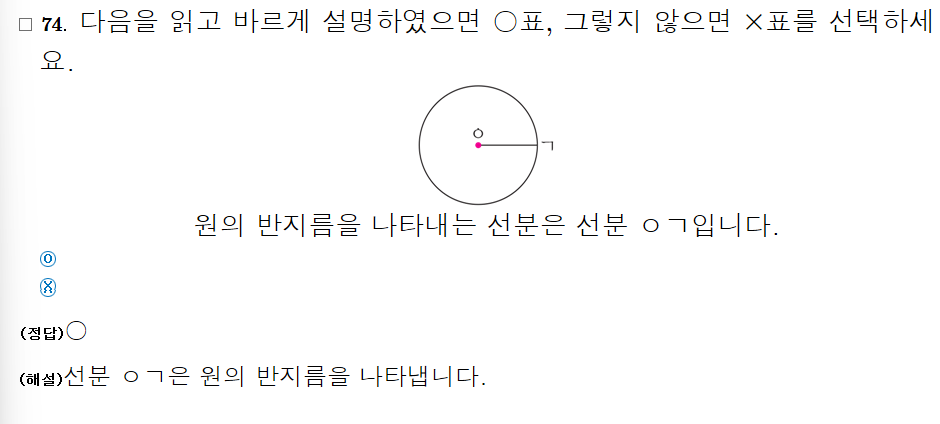 □ 74. 다음을 읽고 바르게 설명하였으면 ○표, 그렇지 않으면 ×표를 선택하세
요.
ㅇ
ㄱ
원의 반지름을 나타내는 선분은 선분 ㅇㄱ입니다.
ⓞ
ⓧ
(정답)○
(해설)선분 ㅇㄱ은 원의 반지름을 나타냅니다.